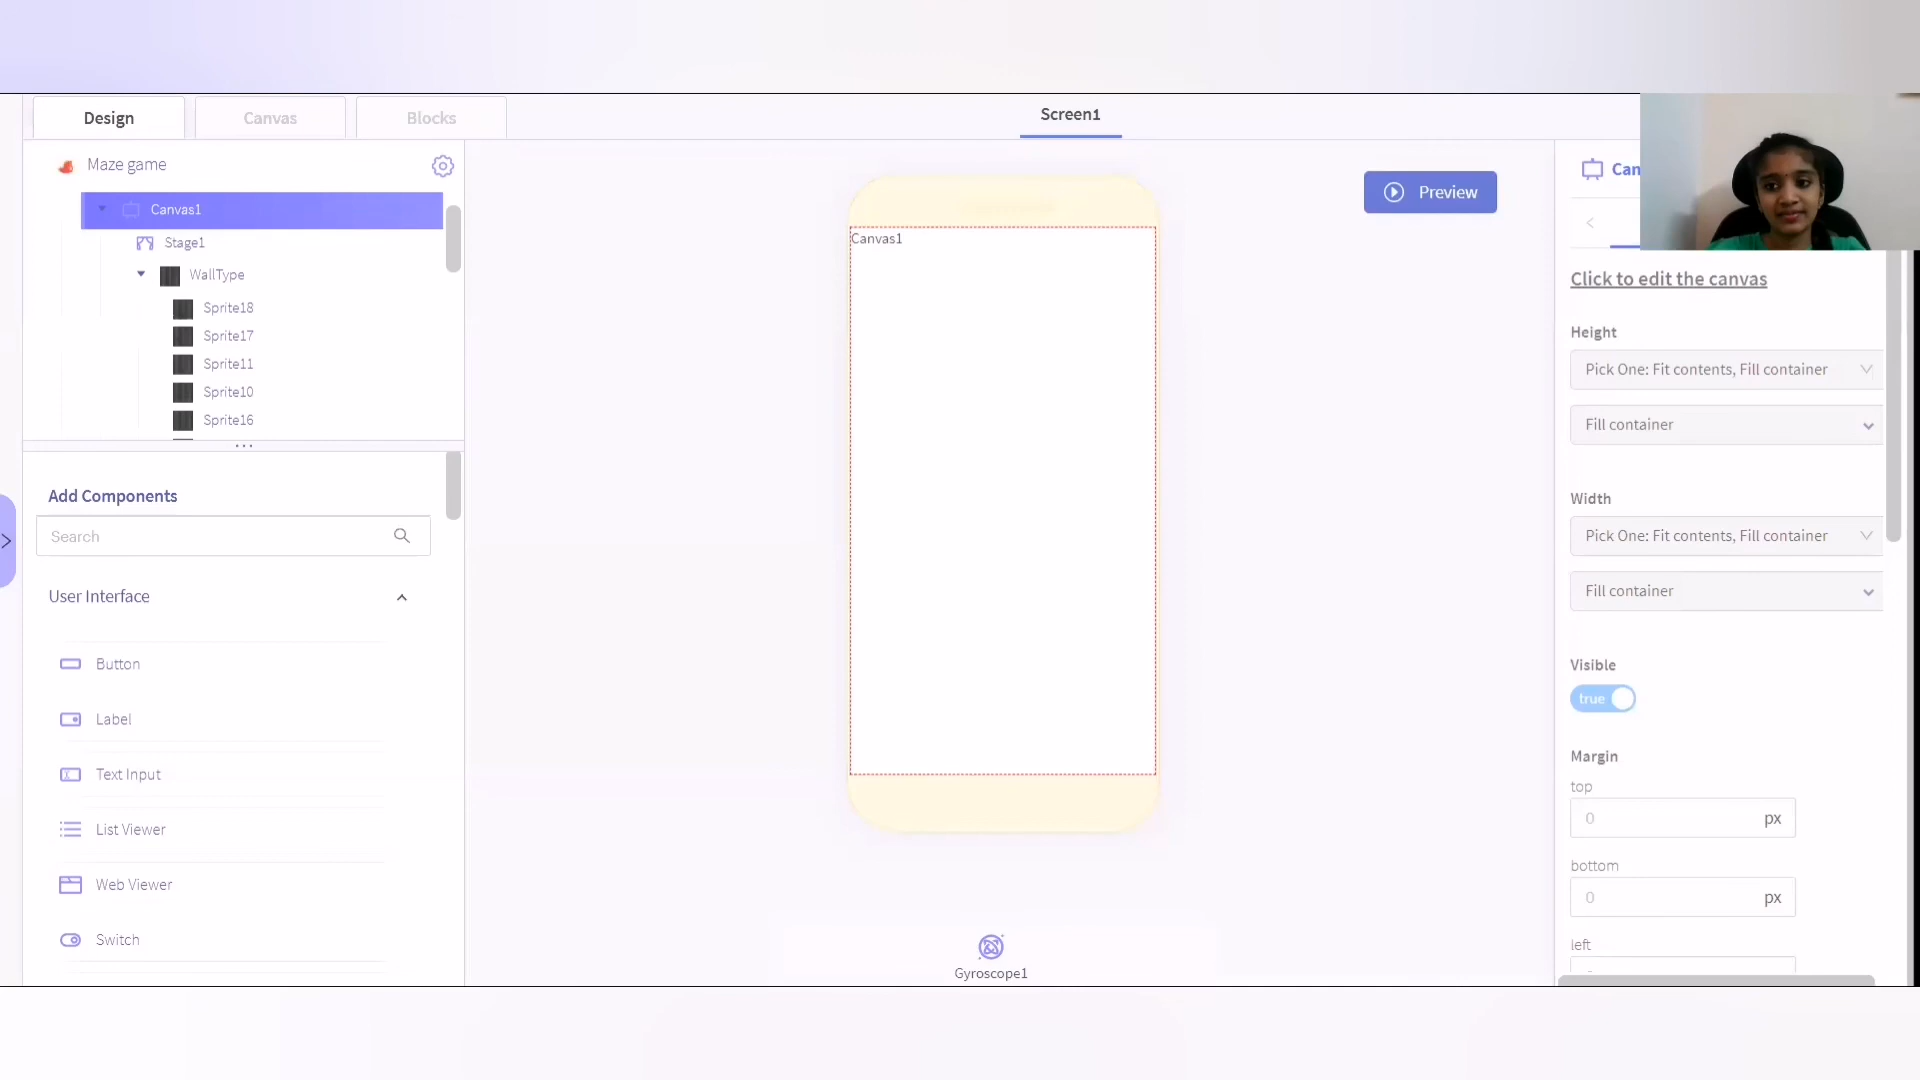 Design
Canvas
Blocks
Screen1
Maze game
Canvas1
Stage1
WallType
Sprite18
Sprite17
Sprite11
Sprite10
Sprite16
Add Components
Search
User Interface
Button
Label
Text Input
List Viewer
Web Viewer
Switch
Preview
Canvas1
Gyroscope1
Can
Click to edit the canvas
Height
Pick One: Fit contents, Fill container
Fill container
Width
Pick One: Fit contents, Fill container
Fill container
Visible
true
Margin
top
0 px
bottom
0 px
left